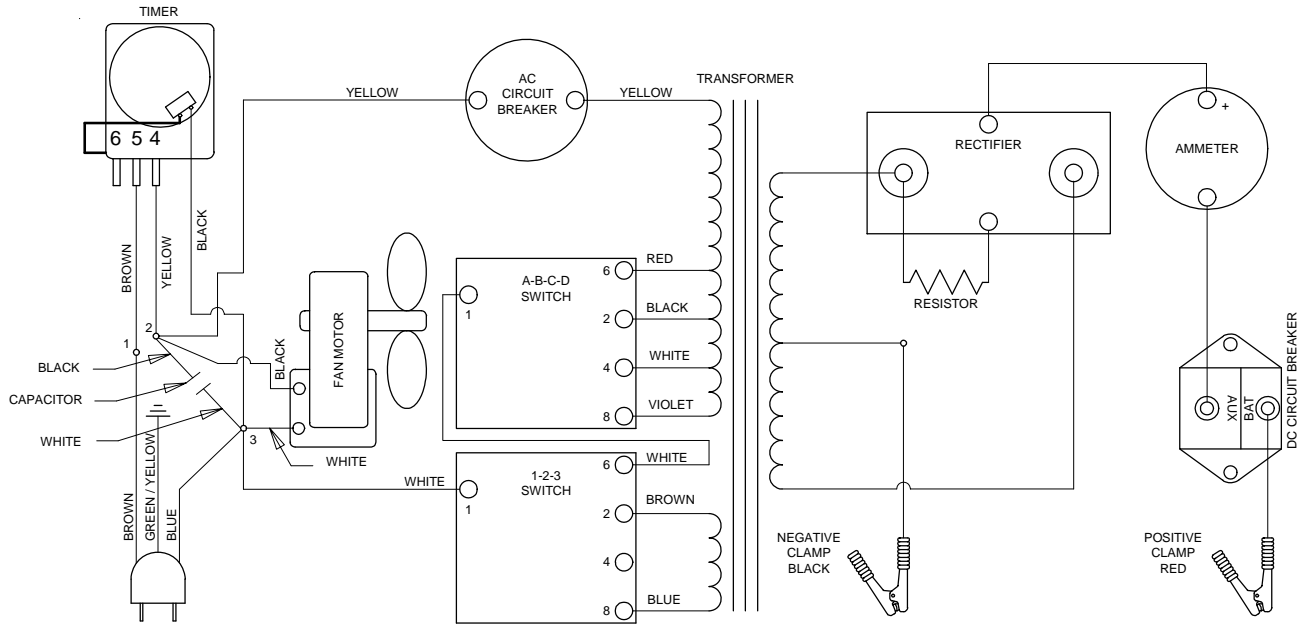 TIMER
6 5 4
BROWN
YELLOW
BLACK
YELLOW
AC
CIRCUIT
BREAKER
YELLOW
TRANSFORMER
RECTIFIER
RESISTOR
+
AMMETER
1
2
BLACK
CAPACITOR
WHITE
3
BLACK
FAN MOTOR
WHITE
A-B-C-D
SWITCH
1
6
RED
2
BLACK
4
WHITE
8
VIOLET
WHITE
1-2-3
SWITCH
1
6
WHITE
2
BROWN
4
8
BLUE
BROWN
GREEN / YELLOW
BLUE
NEGATIVE
CLAMP
BLACK
POSITIVE
CLAMP
RED
AUX
BAT
DC CIRCUIT BREAKER